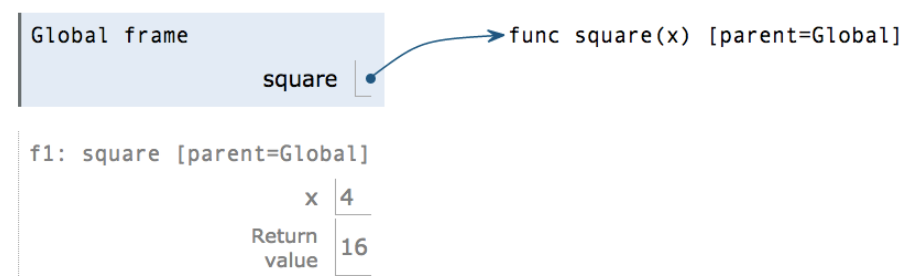 Global frame
func square(x) [parent=Global]
square
f1: square [parent=Global]
x 4
Return
value
16